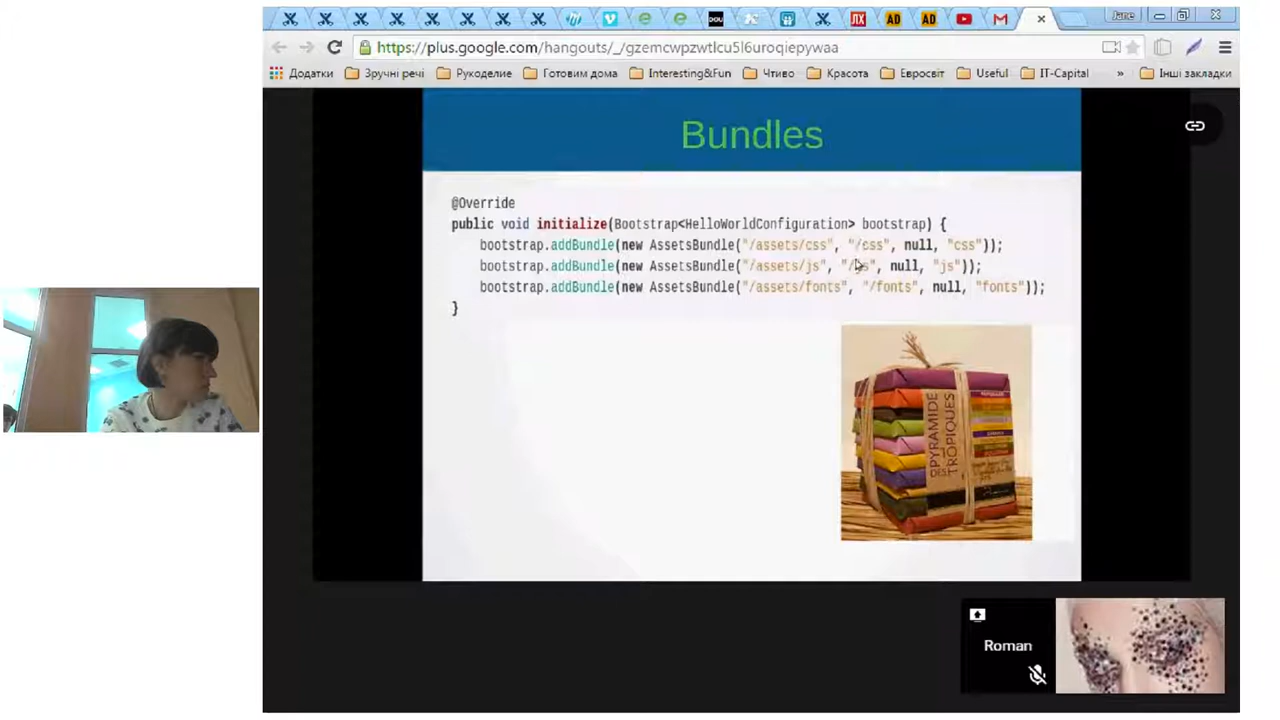 Jane
https://plus.google.com/hangouts/_/gzemcwpzwtlcu5l6uroqiepywaa
Додатки
Зручні речі
Рукоделие
Готовим дома
Interesting&Fun
Чтиво
Красота
Євросвіт
Useful
IT-Capital
»
Інші закладки
Bundles
@Override
public void initialize(Bootstrap<HelloWorldConfiguration> bootstrap) {
bootstrap.addBundle(new AssetsBundle("/assets/css", "/css", null, "css"));
bootstrap.addBundle(new AssetsBundle("/assets/js", "/js", null, "js"));
bootstrap.addBundle(new AssetsBundle("/assets/fonts", "/fonts", null, "fonts"));
}
PYRAMIDE
DES
TROPIQUES
Roman